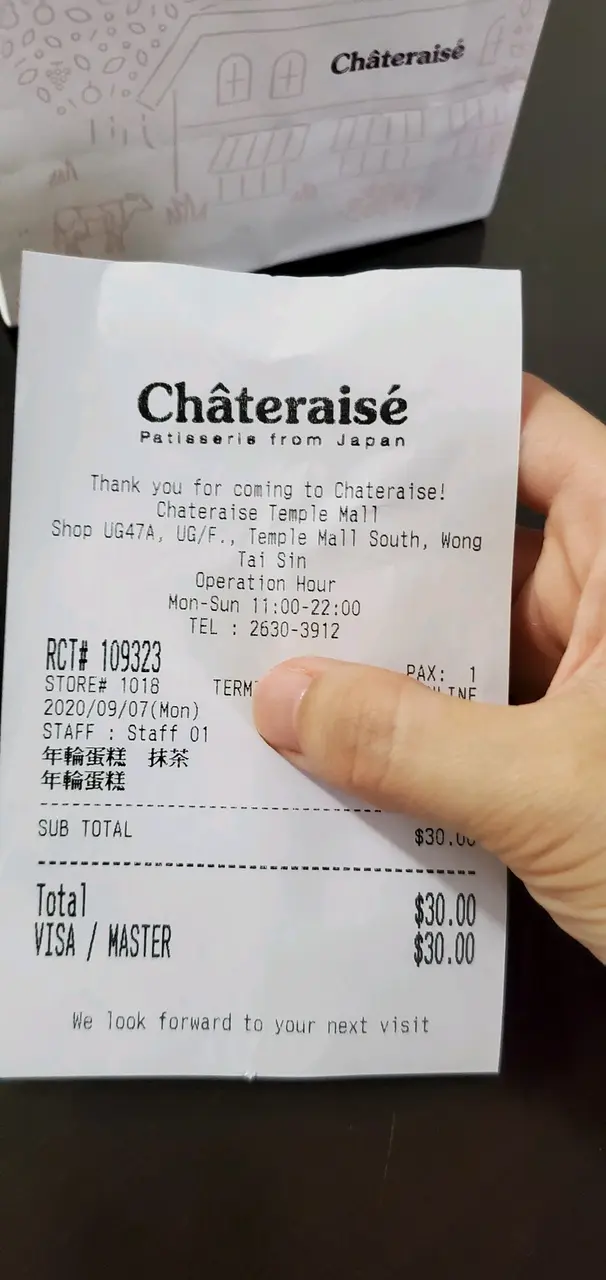 Châteraisé
Châteraisé
Patisserie from Japan
Thank you for coming to Chateraise!
Chateraise Temple Mall
Shop UG47A, UG/F., Temple Mall South, Wong
Tai Sin
Operation Hour
Mon-Sun 11:00-22:00
TEL : 2630-3912
RCT# 109323 PAX: 1
STORE# 1018
2020/09/07(Mon)
STAFF : Staff 01
年輪蛋糕 抹茶
年輪蛋糕
SUB TOTAL $30.00
Total $30.00
VISA / MASTER $30.00
We look forward to your next visit